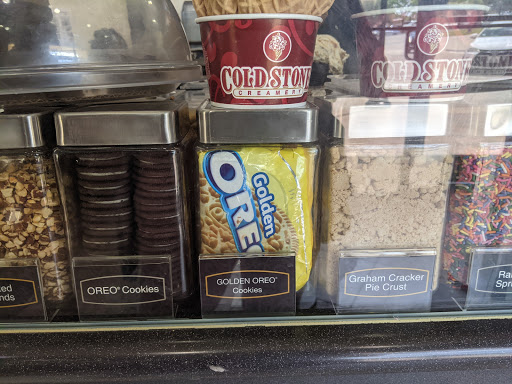 COLD STONE
CREAMERY
COLD STONE
CREAMERY
Golden
OREO
OREO® Cookies
GOLDEN OREO®
Cookies
Graham Cracker
Pie Crust